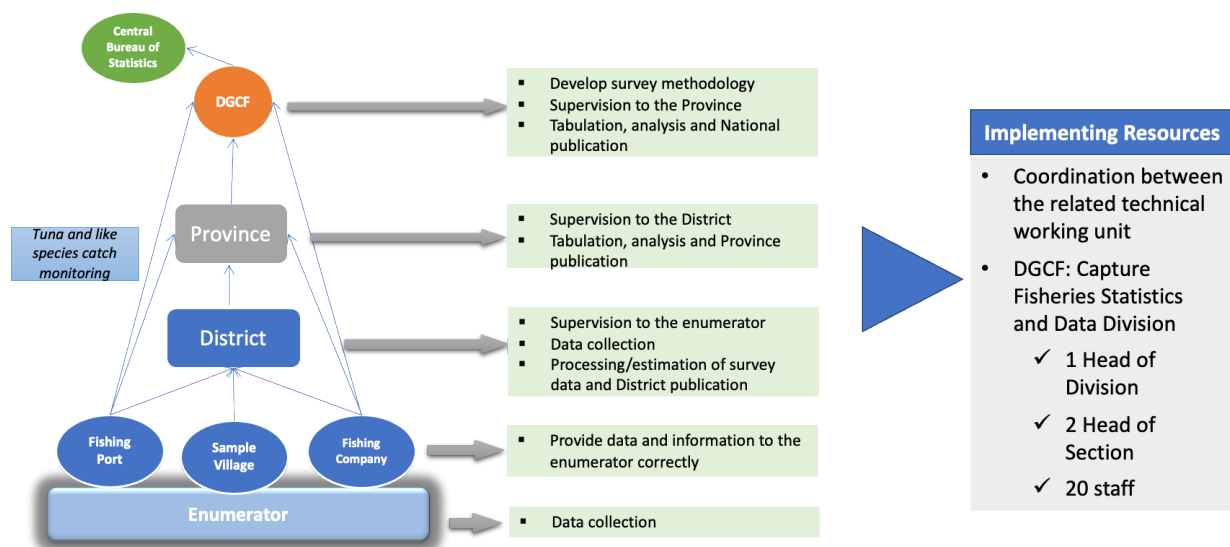 Central
Bureau of
Statistics
DGCF
▪ Develop survey methodology
▪ Supervision to the Province
▪ Tabulation, analysis and National
publication
Province
▪ Supervision to the District
▪ Tabulation, analysis and Province
publication
Tuna and like
species catch
monitoring
District
▪ Supervision to the enumerator
▪ Data collection
▪ Processing/estimation of survey
data and District publication
Fishing
Port
Sample
Village
Fishing
Company
▪ Provide data and information to the
enumerator correctly
Enumerator
▪ Data collection
Implementing Resources
• Coordination between
the related technical
working unit
• DGCF: Capture
Fisheries Statistics
and Data Division
✓ 1 Head of
Division
✓ 2 Head of
Section
✓ 20 staff